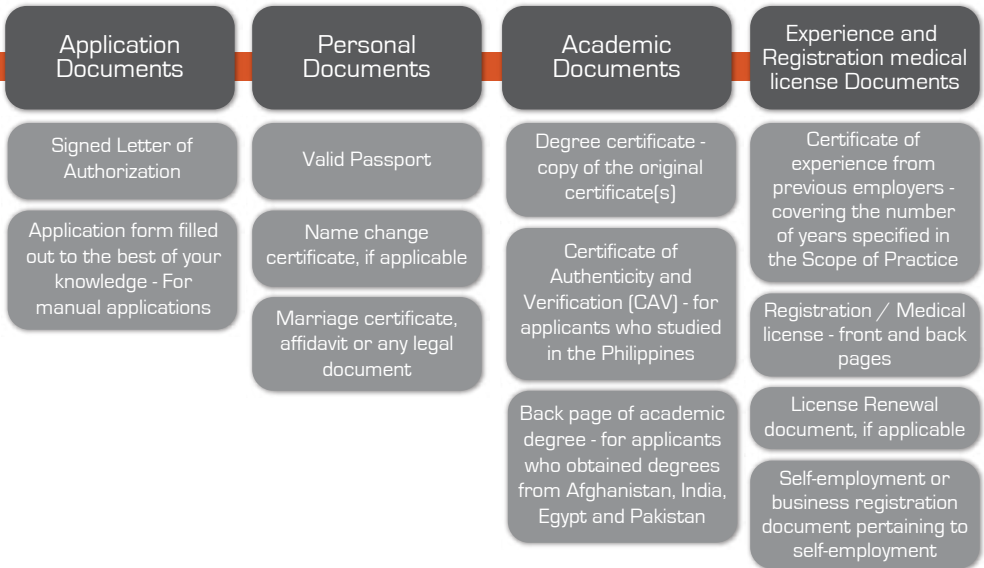 Application
Documents
Signed Letter of
Authorization
Application form filled
out to the best of your
knowledge - For
manual applications
Personal
Documents
Valid Passport
Name change
certificate, if applicable
Marriage certificate,
affidavit or any legal
document
Academic
Documents
Degree certificate -
copy of the original
certificate(s)
Certificate of
Authenticity and
Verification (CAV) - for
applicants who studied
in the Philippines
Back page of academic
degree - for applicants
who obtained degrees
from Afghanistan, India,
Egypt and Pakistan
Experience and
Registration medical
license Documents
Certificate of
experience from
previous employers -
covering the number
of years specified in
the Scope of Practice
Registration / Medical
license - front and back
pages
License Renewal
document, if applicable
Self-employment or
business registration
document pertaining to
self-employment